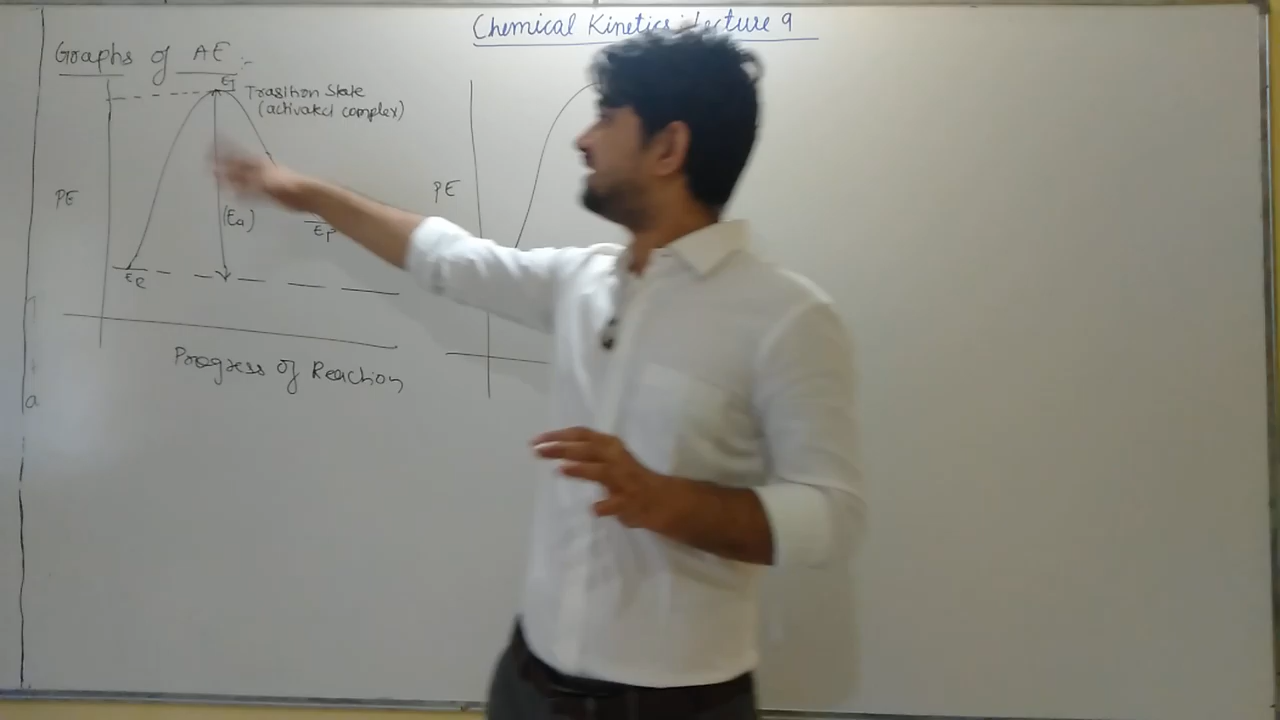 Chemical Kinetics: Lecture 9
Graphs of AE :-
ET
Trasition State
(activated complex)
PE
(Ea)
EP
ER
Progress of Reaction
PE
a